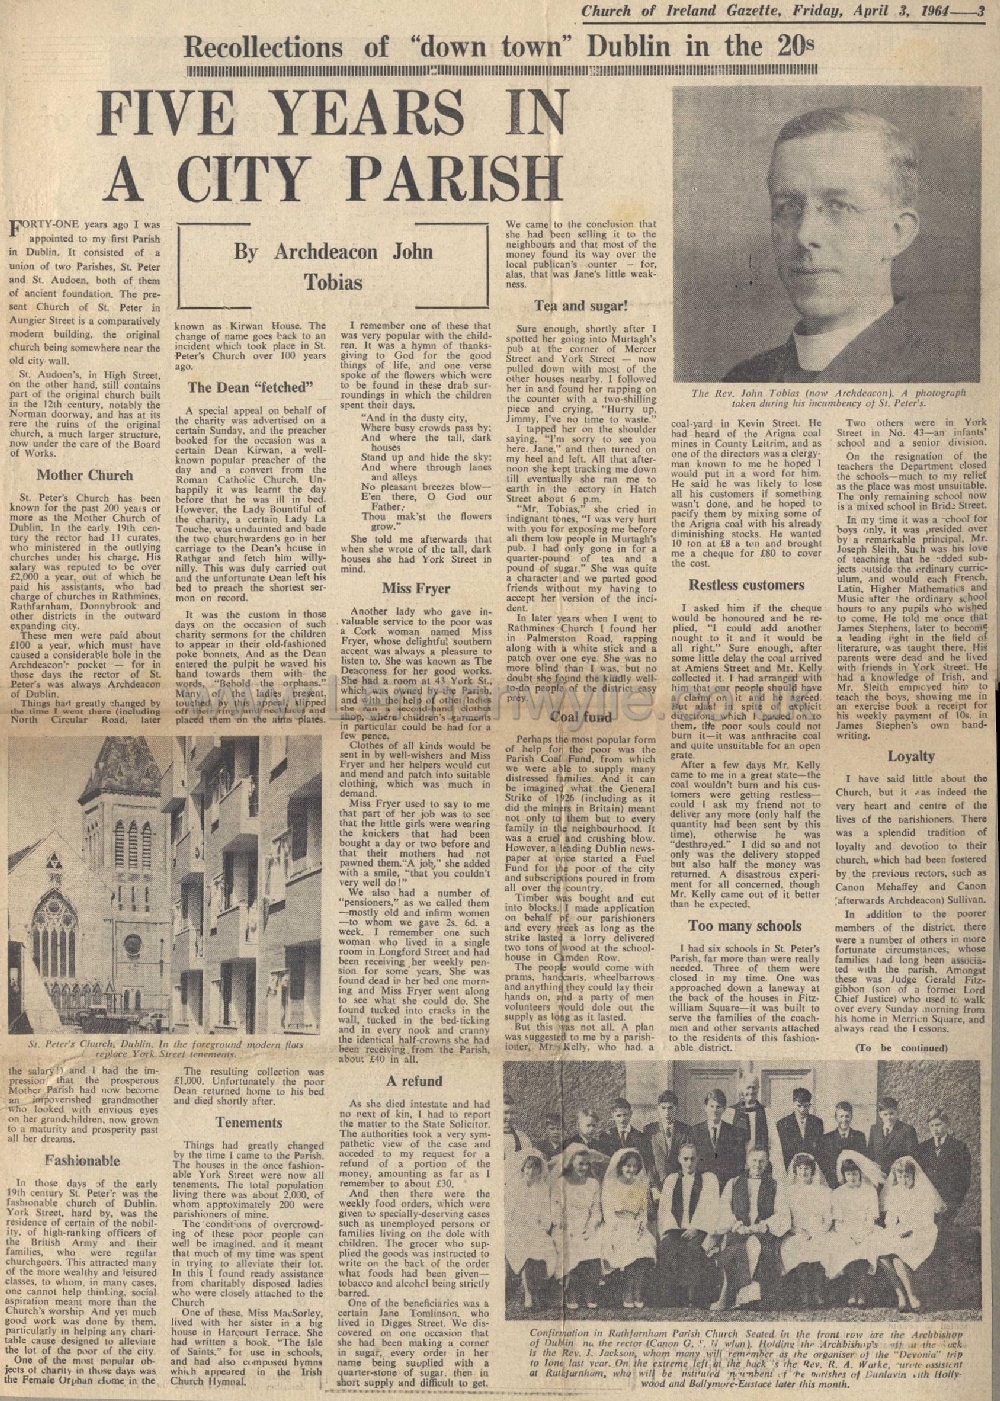 Church of Ireland Gazette, Friday, April 3, 1964——3
Recollections of "down town" Dublin in the 20s
FIVE YEARS IN
A CITY PARISH
By Archdeacon John
Tobias
FORTY-ONE years ago I was
appointed to my first Parish
in Dublin. It consisted of a
union of two Parishes, St. Peter
and St. Audoen, both of them
of ancient foundation. The pre-
sent Church of St. Peter in
Aungier Street is a comparatively
modern building, the original
church being somewhere near the
old city wall.
St. Audoen's, in High Street,
on the other hand, still contains
part of the original church built
in the 12th century, notably the
Norman doorway, and has at its
rere the ruins of the original
church, a much larger structure,
now under the care of the Board
of Works.
Mother Church
St. Peter's Church has been
known for the past 200 years or
more as the Mother Church of
Dublin. In the early 19th cen-
tury the rector had 11 curates,
who ministered in the outlying
churches under his charge. His
salary was reputed to be over
£2,000 a year, out of which he
paid his assistants, who had
charge of churches in Rathmines,
Rathfarnham, Donnybrook and
other districts in the outward
expanding city.
These men were paid about
£100 a year, which must have
caused a considerable hole in the
Archdeacon's pocket — for in
those days the rector of St.
Peter's was always Archdeacon
of Dublin.
Things had greatly changed by
the time I went there (including
North Circular Road, later
known as Kirwan House. The
change of name goes back to an
incident which took place in St.
Peter's Church over 100 years
ago.
The Dean "fetched"
A special appeal on behalf of
the charity was advertised on a
certain Sunday, and the preacher
booked for the occasion was a
certain Dean Kirwan, a well-
known popular preacher of the
day and a convert from the
Roman Catholic Church. Un-
happily it was learnt the day
before that he was ill in bed.
However, the Lady Bountiful of
the charity, a certain Lady La
Touche, was undaunted and bade
the two churchwardens go in her
carriage to the Dean's house in
Rathgar and fetch him willy-
nilly. This was duly carried out
and the unfortunate Dean left his
bed to preach the shortest ser-
mon on record.
It was the custom in those
days on the occasion of such
charity sermons for the children
to appear in their old-fashioned
poke bonnets. And as the Dean
entered the pulpit he waved his
hand towards them with the
words, "Behold the orphans."
Many of the ladies present,
touched by this appeal, slipped
off their rings and necklaces and
placed them on the alms plates.
I remember one of these that
was very popular with the child-
ren. It was a hymn of thanks-
giving to God for the good
things of life, and one verse
spoke of the flowers which were
to be found in these drab sur-
roundings in which the children
spent their days.
"And in the dusty city,
Where busy crowds pass by;
And where the tall, dark
houses
Stand up and hide the sky;
And where through lanes
and alleys
No pleasant breezes blow—
E'en there, O God our
Father,
Thou mak'st the flowers
grow."
She told me afterwards that
when she wrote of the tall, dark
houses she had York Street in
mind.
Miss Fryer
Another lady who gave in-
valuable service to the poor was
a Cork woman named Miss
Fryer, whose delightful southern
accent was always a pleasure to
listen to. She was known as The
Deaconess for her good works.
She had a room at 43 York St.
which was owned by the Parish,
and with the help of other ladies
she ran a second-hand clothes
shop, where children's garments
in particular could be had for a
few pence.
Clothes of all kinds would be
sent in by well-wishers and Miss
Fryer and her helpers would cut
and mend and patch into suitable
clothing, which was much in
demand.
Miss Fryer used to say to me
that part of her job was to see
that the little girls were wearing
the knickers that had been
bought a day or two before and
that their mothers had not
pawned them. "A job," she added
with a smile, "that you couldn't
very well do!"
We also had a number of
"pensioners," as we called them
—mostly old and infirm women
—to whom we gave 2s. 6d. a
week. I remember one such
woman who lived in a single
room in Longford Street and had
been receiving her weekly pen-
sion for some years. She was
found dead in her bed one morn-
ing and Miss Fryer went along
to see what she could do. She
found tucked into cracks in the
wall, tucked in the bed-ticking
and in every nook and cranny
the identical half-crowns she had
been receiving from the Parish,
about £40 in all.
We came to the conclusion that
she had been selling it to the
neighbours and that most of the
money found its way over the
local publican's counter — for,
alas, that was Jane's little weak-
ness.
Tea and sugar!
Sure enough, shortly after I
spotted her going into Murtagh's
pub at the corner of Mercer
Street and York Street — now
pulled down with most of the
other houses nearby. I followed
her in and found her rapping on
the counter with a two-shilling
piece and crying, "Hurry up,
Jimmy, I've no time to waste."
I tapped her on the shoulder
saying, "I'm sorry to see you
here, Jane," and then turned on
my heel and left. All that after-
noon she kept tracking me down
till eventually she ran me to
earth in the rectory in Hatch
Street about 6 p.m.
"Mr. Tobias," she cried in
indignant tones, "I was very hurt
with you for exposing me before
all them low people in Murtagh's
pub. I had only gone in for a
quarter-pound of tea and a
pound of sugar." She was quite
a character and we parted good
friends without my having to
accept her version of the inci-
dent.
In later years when I went to
Rathmines Church I found her
in Palmerston Road, rapping
along with a white stick and a
patch over one eye. She was no
more blind than I was, but no
doubt she found the kindly well-
to-do people of the district easy
prey.
Coal fund
Perhaps the most popular form
of help for the poor was the
Parish Coal Fund, from which
we were able to supply many
distressed families. And it can
be imagined what the General
Strike of 1926 (including as it
did the miners in Britain) meant
not only to them but to every
family in the neighbourhood. It
was a cruel and crushing blow.
However, a leading Dublin news-
paper at once started a Fuel
Fund for the poor of the city
and subscriptions poured in from
all over the country.
Timber was bought and cut
into blocks. I made application
on behalf of our parishioners
and every week as long as the
strike lasted a lorry delivered
two tons of wood at the school-
house in Camden Row.
The people would come with
prams, handcarts, wheelbarrows
and anything they could lay their
hands on, and a party of men
volunteers would dole out the
supply as long as it lasted.
But this was not all. A plan
was suggested to me by a parish-
ioner, Mr. Kelly, who had a
The Rev. John Tobias (now Archdeacon). A photograph
taken during his incumbency of St. Peter's.
coal-yard in Kevin Street. He
had heard of the Arigna coal
mines in County Leitrim, and as
one of the directors was a clergy-
man known to me he hoped I
would put in a word for him.
He said he was likely to lose
all his customers if something
wasn't done, and he hoped to
pacify them by mixing some of
the Arigna coal with his already
diminishing stocks. He wanted
10 ton at £8 a ton and brought
me a cheque for £80 to cover
the cost.
Restless customers
I asked him if the cheque
would be honoured and he re-
plied, "I could add another
nought to it and it would be
all right." Sure enough, after
some little delay the coal arrived
at Amiens Street and Mr. Kelly
collected it. I had arranged with
him that my people should have
a claim on it and he agreed.
But in spite of explicit
directions which I issued to
them, the poor souls could not
burn it—it was anthracite coal
and quite unsuitable for an open
grate.
After a few days Mr. Kelly
came to me in a great state—the
coal wouldn't burn and his cus-
tomers were getting restless—
could I ask my friend not to
deliver any more (only half the
quantity had been sent by this
time), otherwise he was
"destroyed." I did so and not
only was the delivery stopped
but also half the money was
returned. A disastrous experi-
ment for all concerned, though
Mr. Kelly came out of it better
than he expected.
Too many schools
I had six schools in St. Peter's
Parish, far more than were really
needed. Three of them were
closed in my time. One was
approached down a laneway at
the back of the houses in Fitz-
william Square—it was built to
serve the families of the coach-
men and other servants attached
to the residents of this fashion-
able district.
Two others were in York
Street in No. 43—an infants'
school and a senior division.
On the resignation of the
teachers the Department closed
the schools—much to my relief
as the place was most unsuitable.
The only remaining school now
is a mixed school in Bride Street.
In my time it was a school for
boys only, it was presided over
by a remarkable principal, Mr.
Joseph Sleith. Such was his love
of teaching that he added sub-
jects outside the ordinary curric-
ulum, and would teach French,
Latin, Higher Mathematics and
Music after the ordinary school
hours to any pupils who wished
to come. He told me once that
James Stephens, later to become
a leading light in the field of
literature, was taught there. His
parents were dead and he lived
with friends in York Street. He
had a knowledge of Irish, and
Mr. Sleith employed him to
teach the boys, showing me in
an exercise book a receipt for
his weekly payment of 10s. in
James Stephen's own hand-
writing.
Loyalty
I have said little about the
Church, but it was indeed the
very heart and centre of the
lives of the parishioners. There
was a splendid tradition of
loyalty and devotion to their
church, which had been fostered
by the previous rectors, such as
Canon Mehaffey and Canon
(afterwards Archdeacon) Sullivan.
In addition to the poorer
members of the district, there
were a number of others in more
fortunate circumstances, whose
families had long been associa-
ted with the parish. Amongst
these was Judge Gerald Fitz-
gibbon (son of a former Lord
Chief Justice) who used to walk
over every Sunday morning from
his home in Merrion Square, and
always read the Lessons.
(To be continued)
www.youwho.co.uk
St. Peter's Church, Dublin. In the foreground modern flats
replace York Street tenements.
the salary!) and I had the im-
pression that the prosperous
Mother Parish had now become
an impoverished grandmother
who looked with envious eyes
on her grandchildren, now grown
to a maturity and prosperity past
all her dreams.
Fashionable
In those days of the early
19th century St. Peter's was the
fashionable church of Dublin.
York Street, hard by, was the
residence of certain of the nobil-
ity, of high-ranking officers of
the British Army and their
families, who were regular
churchgoers. This attracted many
of the more wealthy and leisured
classes, to whom, in many cases,
one cannot help thinking, social
aspiration meant more than the
Church's worship. And yet much
good work was done by them,
particularly in helping any chari-
table cause designed to alleviate
the lot of the poor of the city.
One of the most popular ob-
jects of charity in those days was
the Female Orphan Home in the
The resulting collection was
£1,000. Unfortunately the poor
Dean returned home to his bed
and died shortly after.
Tenements
Things had greatly changed
by the time I came to the Parish.
The houses in the once fashion-
able York Street were now all
tenements. The total population
living there was about 2,000, of
whom approximately 200 were
parishioners of mine.
The conditions of overcrowd-
ing of these poor people can
well be imagined, and it meant
that much of my time was spent
in trying to alleviate their lot.
In this I found ready assistance
from charitably disposed ladies
who were closely attached to the
Church
One of these, Miss MacSorley,
lived with her sister in a big
house in Harcourt Terrace. She
had written a book "The Isle
of Saints," for use in schools,
and had also composed hymns
which appeared in the Irish
Church Hymnal.
A refund
As she died intestate and had
no next of kin, I had to report
the matter to the State Solicitor.
The authorities took a very sym-
pathetic view of the case and
acceded to my request for a
refund of a portion of the
money, amounting as far as I
remember to about £30.
And then there were the
weekly food orders, which were
given to specially-deserving cases
such as unemployed persons or
families living on the dole with
children. The grocer who sup-
plied the goods was instructed to
write on the back of the order
what foods had been given—
tobacco and alcohol being strictly
barred.
One of the beneficiaries was a
certain Jane Tomlinson, who
lived in Digges Street. We dis-
covered on one occasion that
she had been making a corner
in sugar, every order in her
name being supplied with a
quarter-stone of sugar, then in
short supply and difficult to get.
Confirmation in Rathfarnham Parish Church Seated in the front row are the Archbishop
of Dublin and the rector (Canon G.). Holding the Archbishop's staff at the back
is the Rev. J. Jackson, whom many will remember as the organiser of the "Devonia" trip
to Iona last year. On the extreme left in the back is the Rev. R. A. Warke, curate assistant
at Rathfarnham, who will be instituted incumbent of the parishes of Dunlavin with Holly-
wood and Ballymore-Eustace later this month.